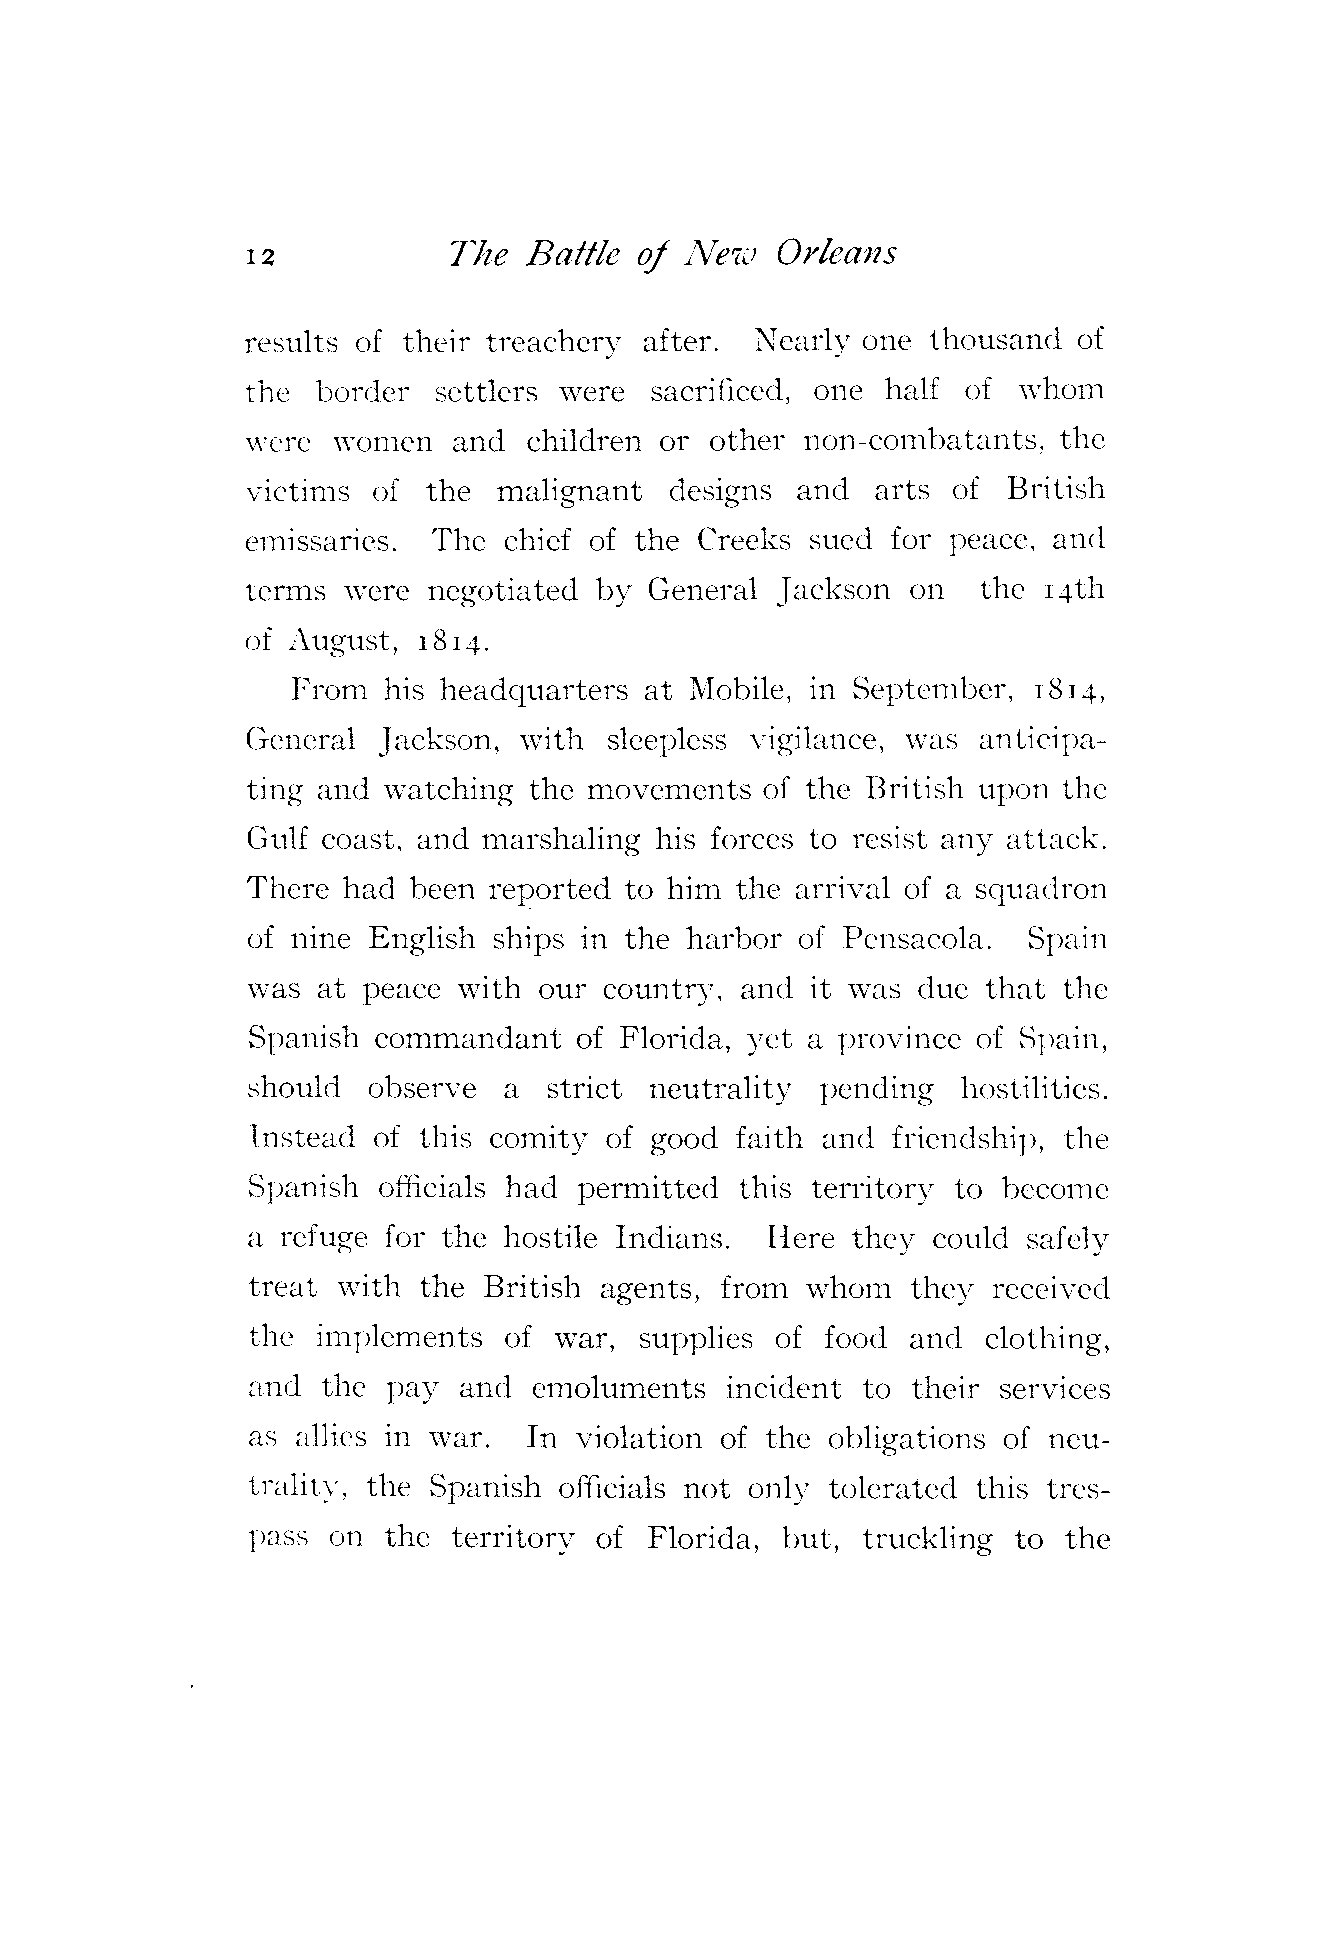 12 The Battle of New Orleans
results of their treachery after. Nearly one thousand of
the border settlers were sacrificed, one half of whom
were women and children or other non-combatants, the
victims of the malignant designs and arts of British
emissaries. The chief of the Creeks sued for peace, and
terms were negotiated by General Jackson on the 14th
of August, 1814.
From his headquarters at Mobile, in September, 1814,
General Jackson, with sleepless vigilance, was anticipa-
ting and watching the movements of the British upon the
Gulf coast, and marshaling his forces to resist any attack.
There had been reported to him the arrival of a squadron
of nine English ships in the harbor of Pensacola. Spain
was at peace with our country, and it was due that the
Spanish commandant of Florida, yet a province of Spain,
should observe a strict neutrality pending hostilities.
Instead of this comity of good faith and friendship, the
Spanish officials had permitted this territory to become
a refuge for the hostile Indians. Here they could safely
treat with the British agents, from whom they received
the implements of war, supplies of food and clothing,
and the pay and emoluments incident to their services
as allies in war. In violation of the obligations of neu-
trality, the Spanish officials not only tolerated this tres-
pass on the territory of Florida, but, truckling to the